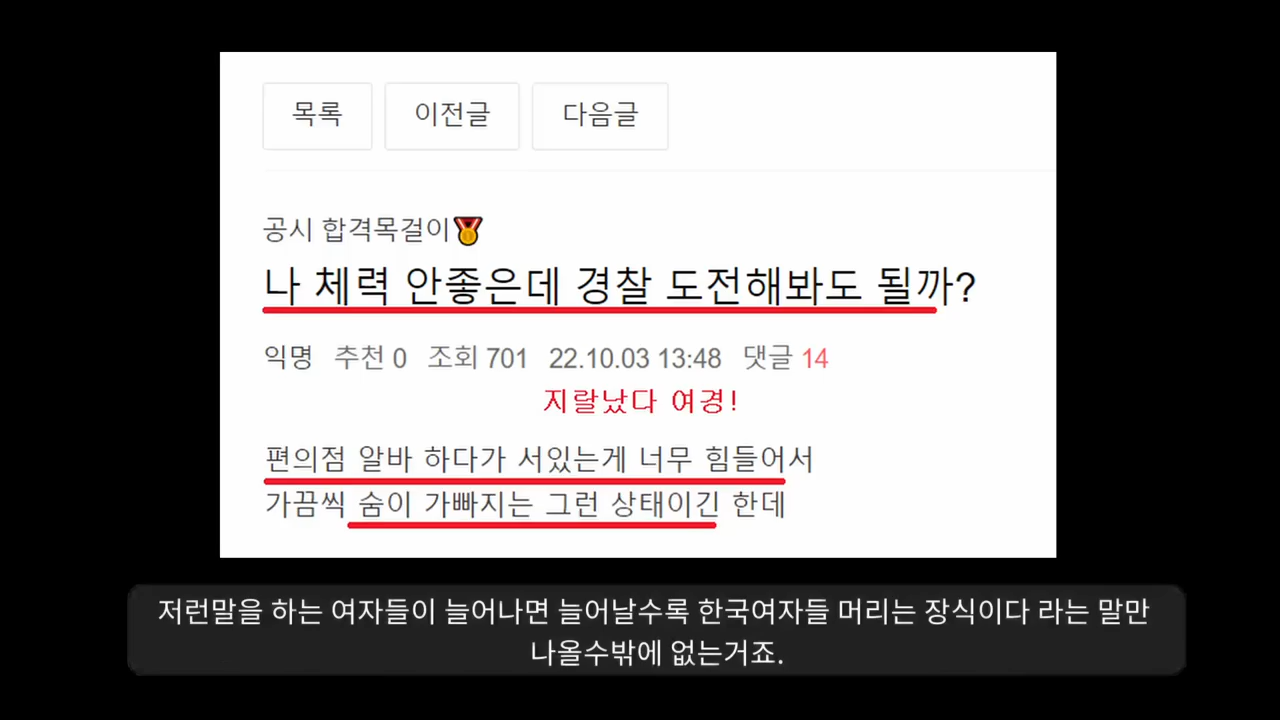 목록 이전글 다음글
공시 합격목걸이🏅
나 체력 안좋은데 경찰 도전해봐도 될까?
익명 추천 0 조회 701 22.10.03 13:48 댓글 14
지랄났다 여경!
편의점 알바 하다가 서있는게 너무 힘들어서
가끔씩 숨이 가빠지는 그런 상태이긴 한데
저런말을 하는 여자들이 늘어나면 늘어날수록 한국여자들 머리는 장식이다 라는 말만
나올수밖에 없는거죠.